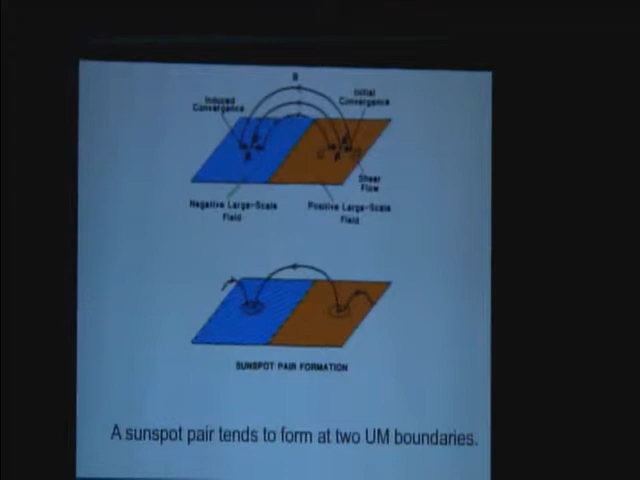 B
Induced
Convergence
Initial
Convergence
Shear
Flow
Negative Large-Scale
Field
Positive Large-Scale
Field
SUNSPOT PAIR FORMATION
A sunspot pair tends to form at two UM boundaries.